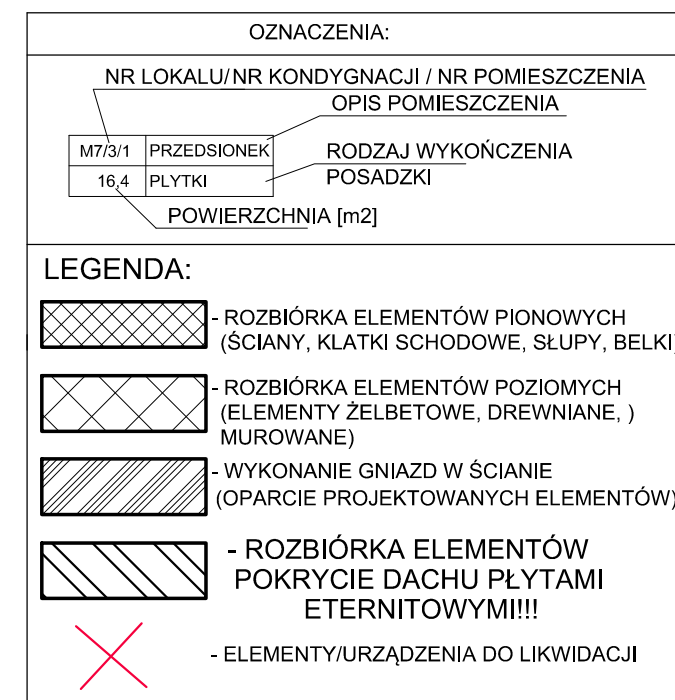 OZNACZENIA:
NR LOKALU/NR KONDYGNACJI / NR POMIESZCZENIA
OPIS POMIESZCZENIA
M7/3/1 PRZEDSIONEK
RODZAJ WYKOŃCZENIA
16,4 PLYTKI
POSADZKI
POWIERZCHNIA [m2]
LEGENDA:
- ROZBIÓRKA ELEMENTÓW PIONOWYCH
(ŚCIANY, KLATKI SCHODOWE, SŁUPY, BELKI)
- ROZBIÓRKA ELEMENTÓW POZIOMYCH
(ELEMENTY ŻELBETOWE, DREWNIANE, )
MUROWANE)
- WYKONANIE GNIAZD W ŚCIANIE
(OPARCIE PROJEKTOWANYCH ELEMENTÓW)
- ROZBIÓRKA ELEMENTÓW
POKRYCIE DACHU PŁYTAMI
ETERNITOWYMI!!!
- ELEMENTY/URZĄDZENIA DO LIKWIDACJI